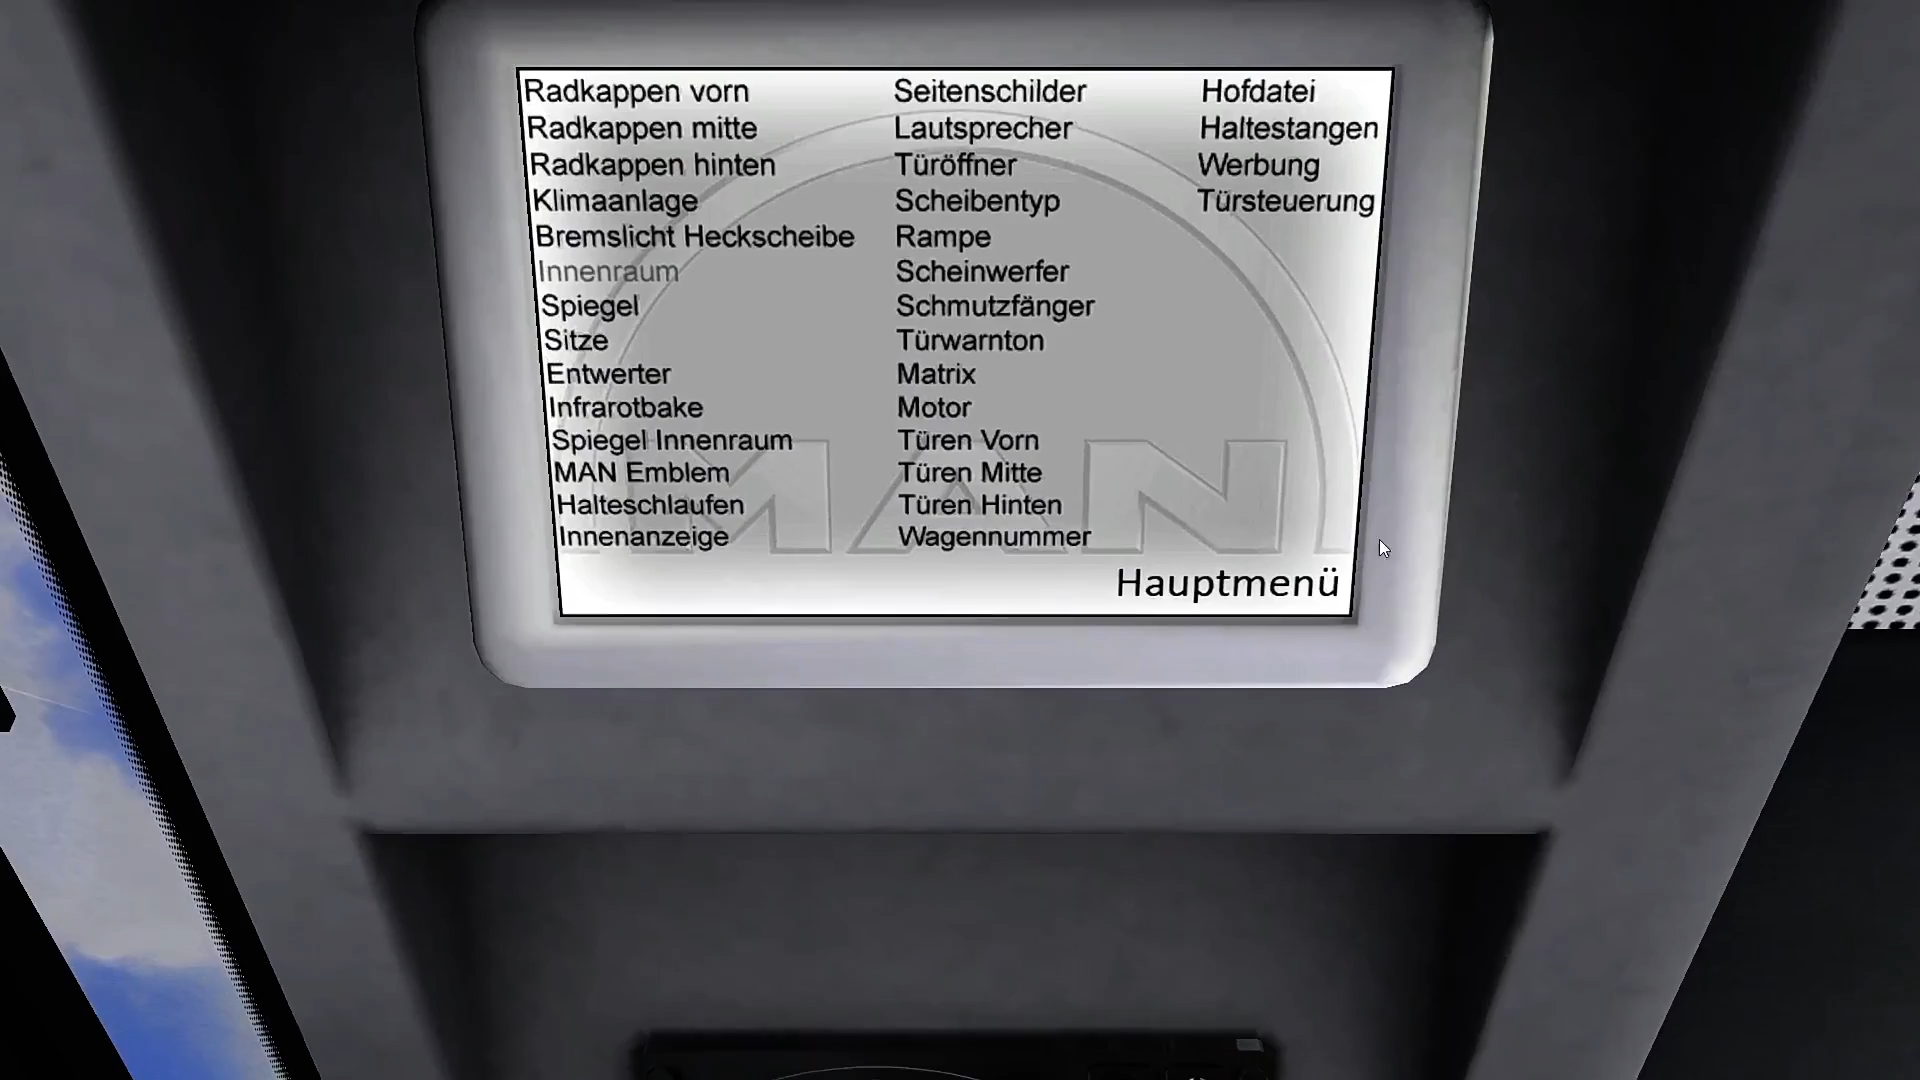 Radkappen vorn
Radkappen mitte
Radkappen hinten
Klimaanlage
Bremslicht Heckscheibe
Innenraum
Spiegel
Sitze
Entwerter
Infrarotbake
Spiegel Innenraum
MAN Emblem
Halteschlaufen
Innenanzeige
Seitenschilder
Lautsprecher
Türöffner
Scheibentyp
Rampe
Scheinwerfer
Schmutzfänger
Türwarnton
Matrix
Motor
Türen Vorn
Türen Mitte
Türen Hinten
Wagennummer
Hofdatei
Haltestangen
Werbung
Türsteuerung
MAN
Hauptmenü